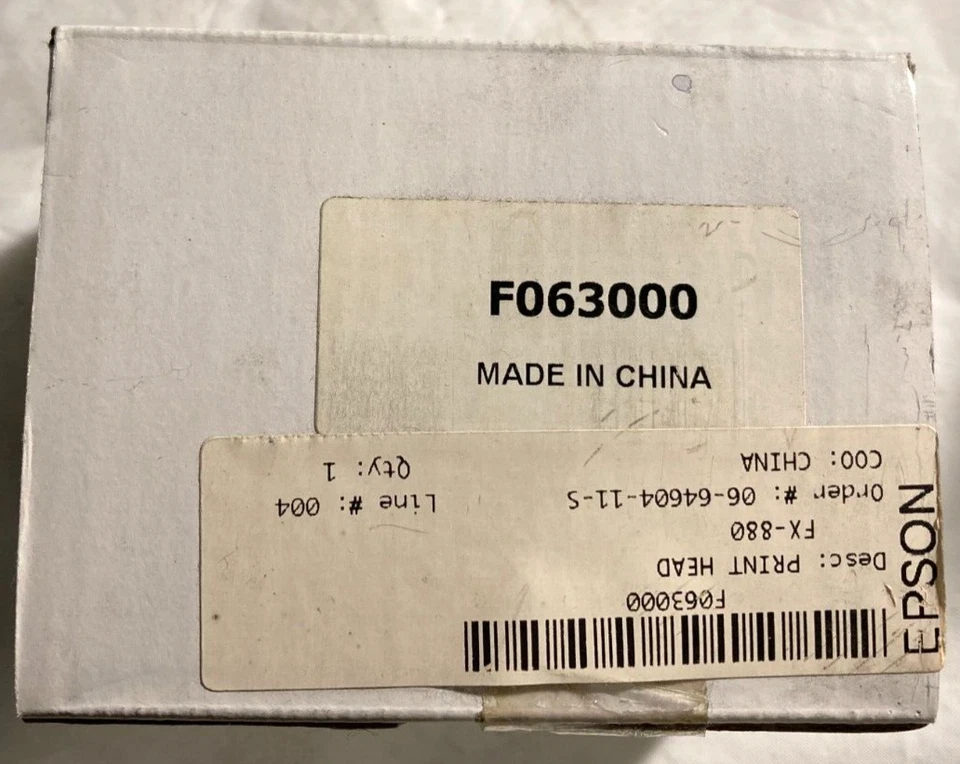 F063000
MADE IN CHINA
EPSON
F063000
Desc: PRINT HEAD
FX-880
Order #: 06-64604-11-S
Line #: 004
COO: CHINA
Qty: 1